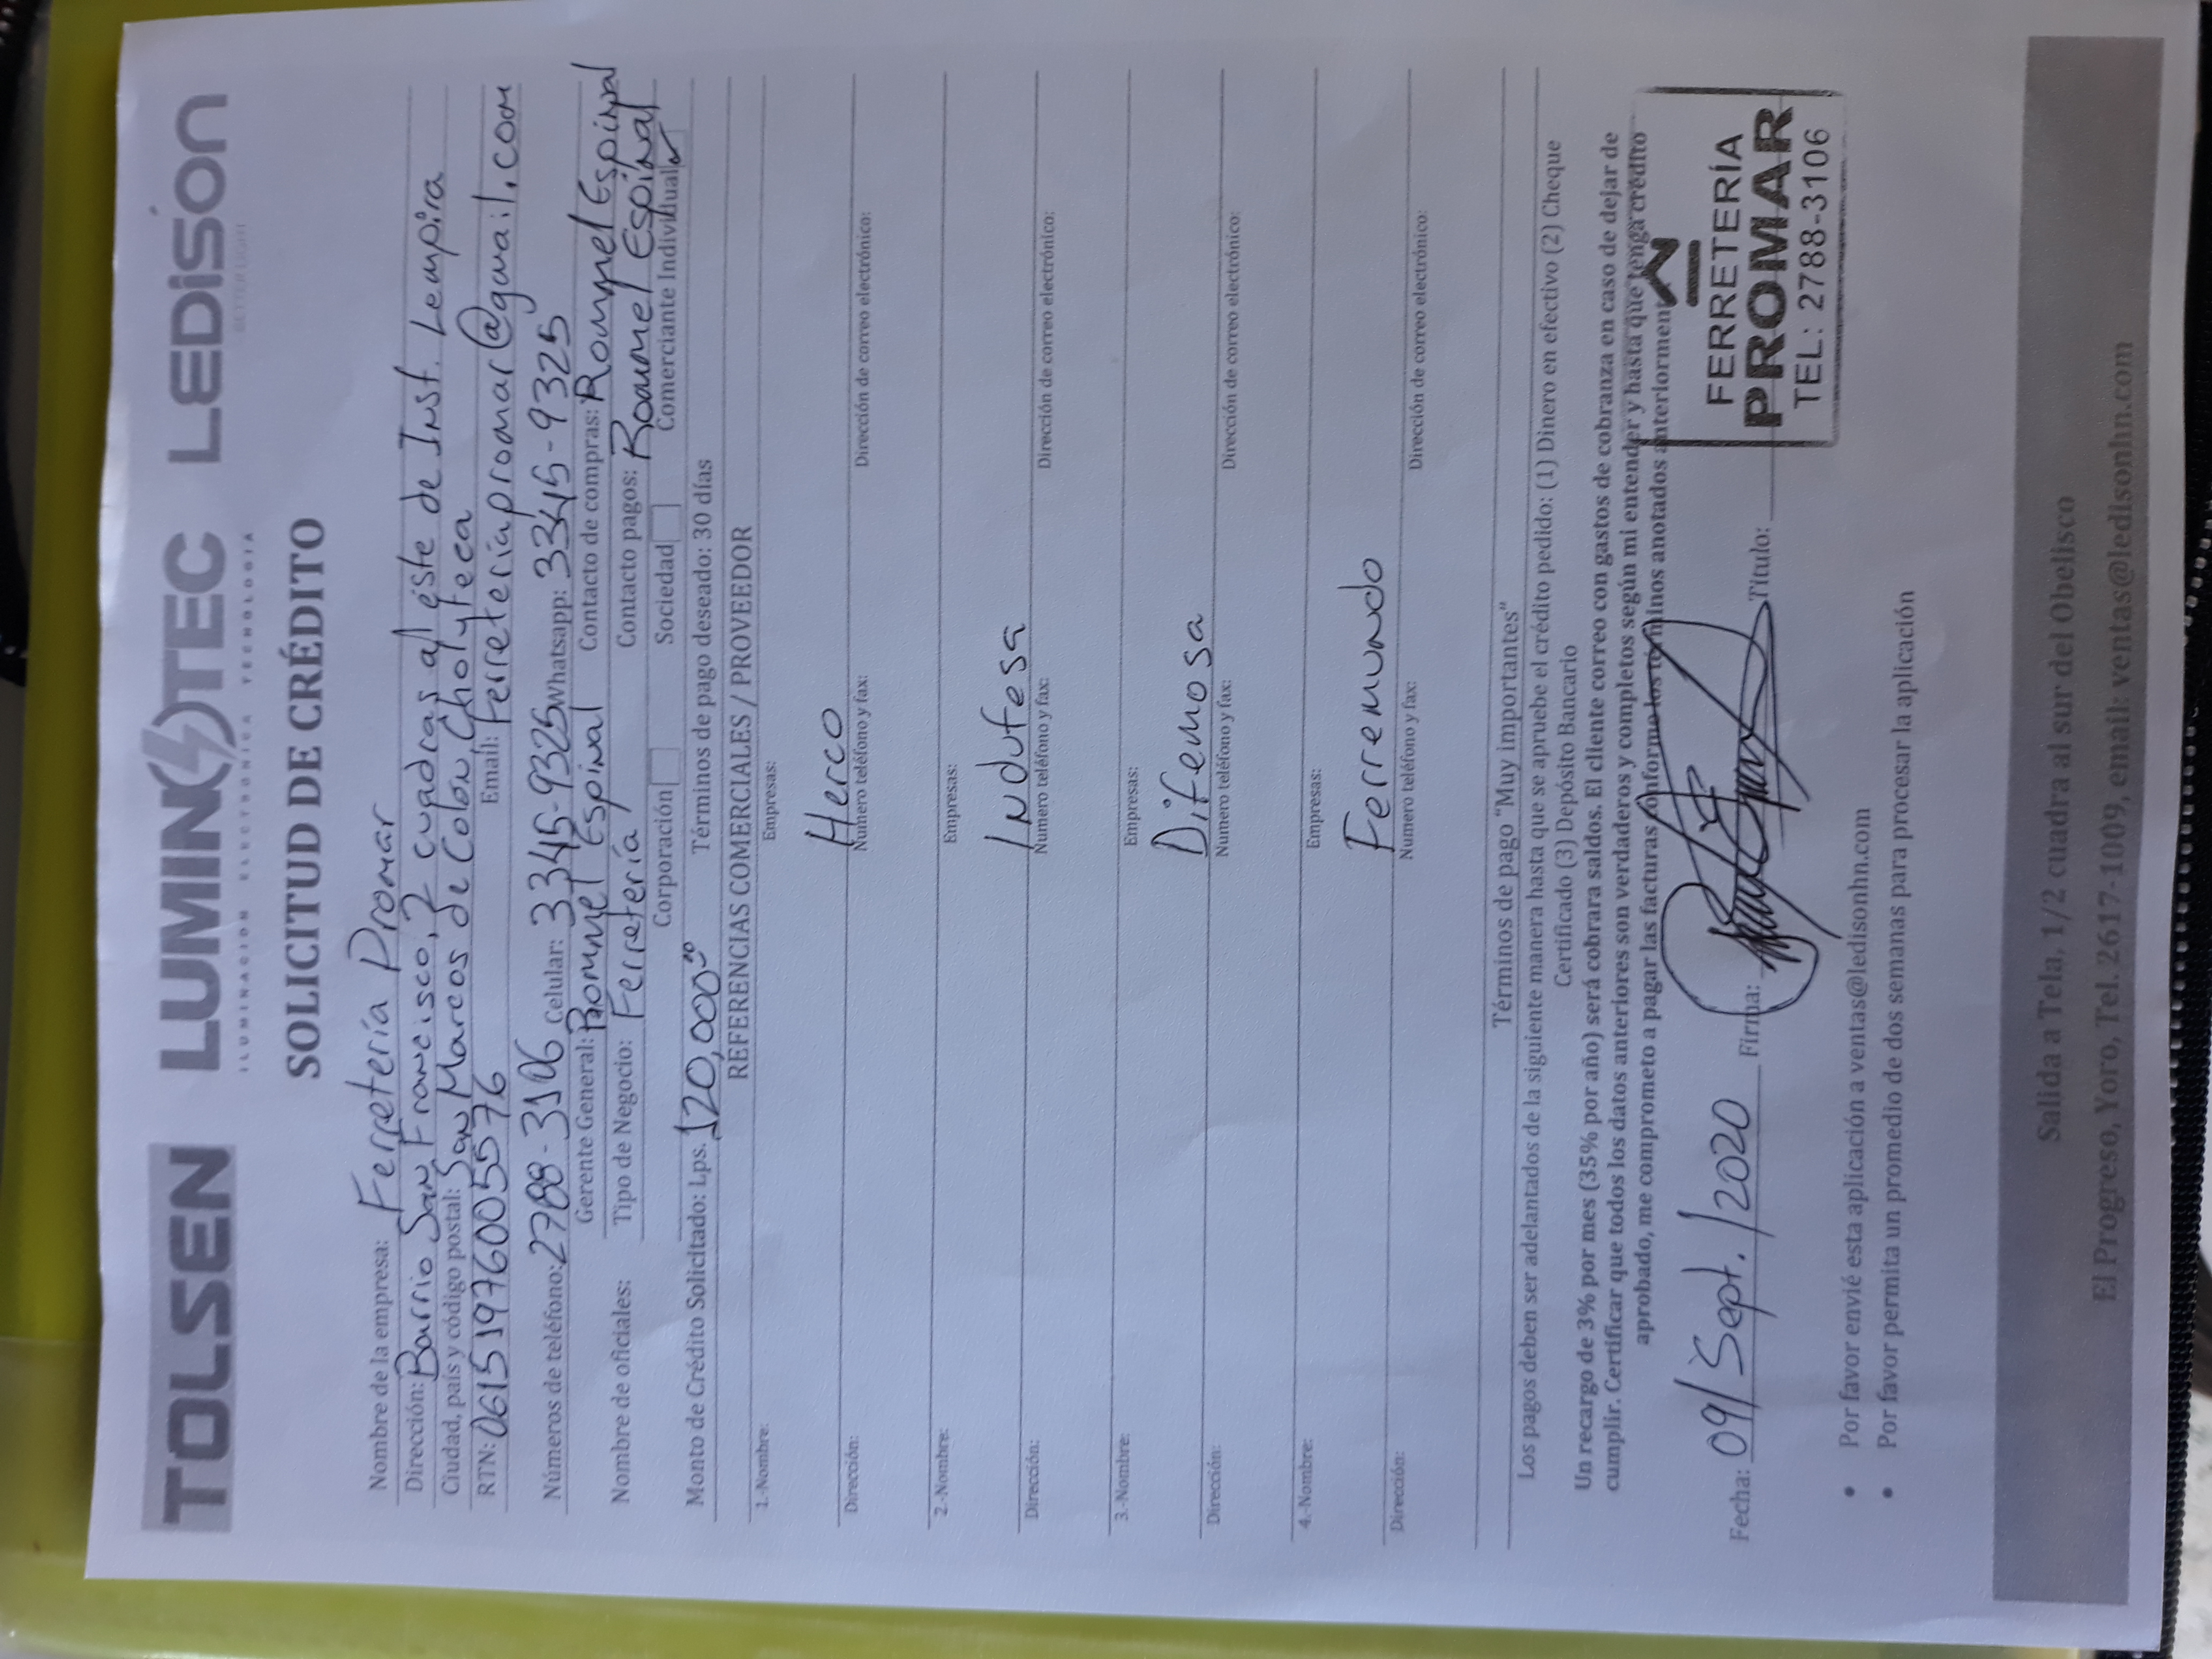 TOLSEN LUMINOTEC LEDISON
ILUMINACION ELECTRONICA TECNOLOGIA BETTER LIGHT
SOLICITUD DE CRÉDITO
Nombre de la empresa: Ferretería Promar
Dirección: Barrio San Francisco, 2 cuadras al este de Inst. Lempira
Ciudad, país y código postal: San Marcos de Colón, Choluteca
RTN: 06151976005576 Email: ferreteriapromar@gmail.com
Números de teléfono: 2788-3106 Celular: 3345-9325 Whatsapp: 3345-9325
Gerente General: Rommel Espinal Contacto de compras: Rommel Espinal
Nombre de oficiales: Tipo de Negocio: Ferretería Contacto pagos: Rommel Espinal
Corporación Sociedad Comerciante Individual ✓
Monto de Crédito Solicitado: Lps. 120,000.00 Términos de pago deseado: 30 días
REFERENCIAS COMERCIALES / PROVEEDOR
1.-Nombre: Empresas:
Herco
Dirección: Numero teléfono y fax: Dirección de correo electrónico:
2.-Nombre: Empresas:
Indufesa
Dirección: Numero teléfono y fax: Dirección de correo electrónico:
3.-Nombre: Empresas:
Difemosa
Dirección: Numero teléfono y fax: Dirección de correo electrónico:
4.-Nombre: Empresas:
Ferremundo
Dirección: Numero teléfono y fax: Dirección de correo electrónico:
Términos de pago “Muy importantes”
Los pagos deben ser adelantados de la siguiente manera hasta que se apruebe el crédito pedido: (1) Dinero en efectivo (2) Cheque
Certificado (3) Depósito Bancario
Un recargo de 3% por mes (35% por año) será cobrara saldos. El cliente correo con gastos de cobranza en caso de dejar de
cumplir. Certificar que todos los datos anteriores son verdaderos y completos según mi entender y hasta que tenga crédito
aprobado, me comprometo a pagar las facturas conforme los términos anotados anteriormente.
Fecha: 09/Sept./2020 Firma: Titulo:
FERRETERÍA
PROMAR
TEL: 2788-3106
• Por favor envié esta aplicación a ventas@ledisonhn.com
• Por favor permita un promedio de dos semanas para procesar la aplicación
Salida a Tela, 1/2 cuadra al sur del Obelisco
El Progreso, Yoro, Tel. 2617-1009, email: ventas@ledisonhn.com